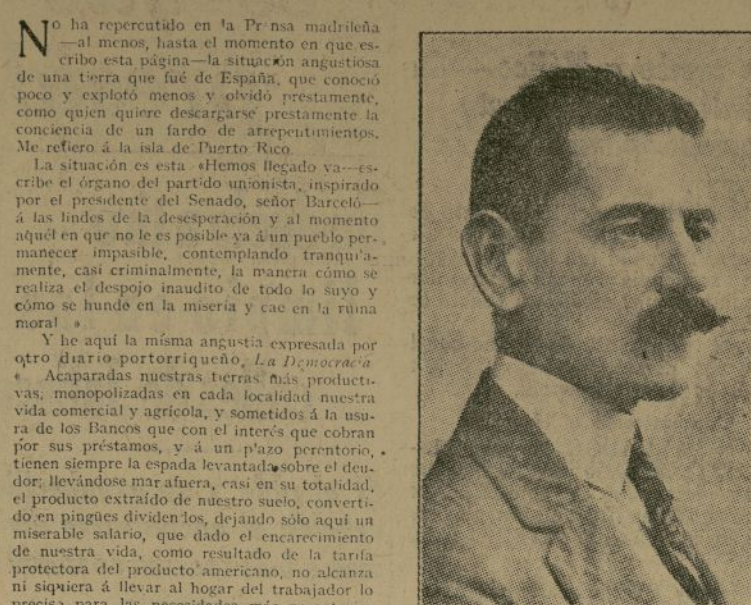 No ha repercutido en la Prensa madrileña
—al menos, hasta el momento en que es-
cribo esta página—la situación angustiosa
de una tierra que fué de España, que conoció
poco y explotó menos y olvidó prestamente,
como quien quiere descargarse prestamente la
conciencia de un fardo de arrepentimientos.
Me refiero á la isla de Puerto Rico
La situación es esta «Hemos llegado ya—es-
cribe el órgano del partido unionista, inspirado
por el presidente del Senado, señor Barceló—
á las lindes de la desesperación y al momento
aquél en que no le es posible ya á un pueblo per-
manecer impasible, contemplando tranquila-
mente, casi criminalmente, la manera cómo se
realiza el despojo inaudito de todo lo suyo y
cómo se hunde en la miseria y cae en la ruina
moral »
Y he aquí la misma angustia expresada por
otro diario portorriqueño, La Democracia
« Acaparadas nuestras tierras más producti-
vas; monopolizadas en cada localidad nuestra
vida comercial y agrícola, y sometidos á la usu-
ra de los Bancos que con el interés que cobran
por sus préstamos, y á un plazo perentorio,
tienen siempre la espada levantada sobre el deu-
dor; llevándose mar afuera, casi en su totalidad,
el producto extraído de nuestro suelo, converti-
do en pingües dividendos, dejando sólo aquí un
miserable salario, que dado el encarecimiento
de nuestra vida, como resultado de la tarifa
protectora del producto americano, no alcanza
ni siquiera á llevar al hogar del trabajador lo
precisa para las necesidades